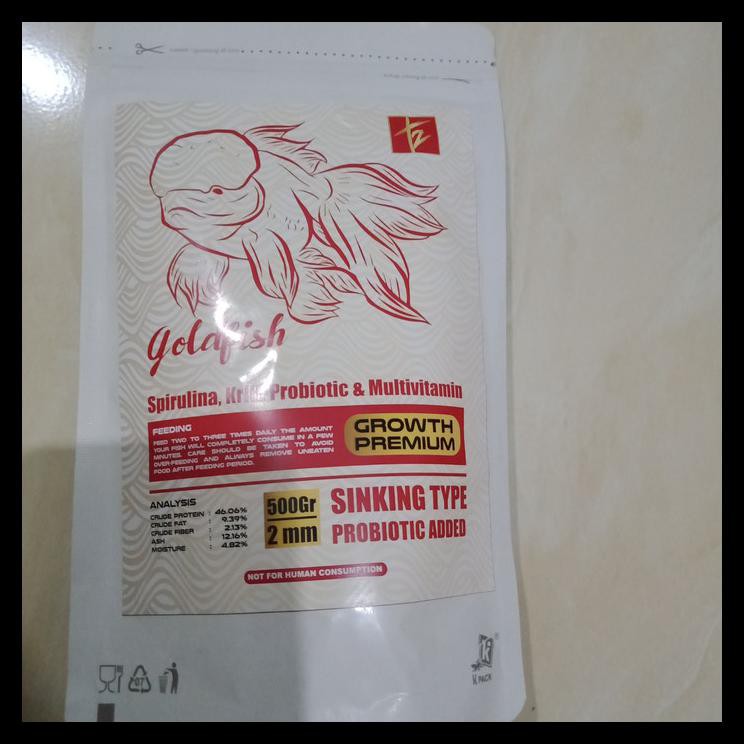 T2
Goldfish
Spirulina, Krill, Probiotic & Multivitamin
FEEDING
FEED TWO TO THREE TIMES DAILY THE AMOUNT
YOUR FISH WILL COMPLETELY CONSUME IN A FEW
MINUTES. CARE SHOULD BE TAKEN TO AVOID
OVER-FEEDING AND ALWAYS REMOVE UNEATEN
FOOD AFTER FEEDING PERIOD.
GROWTH
PREMIUM
ANALYSIS
CRUDE PROTEIN : 46.06%
CRUDE FAT : 9.39%
CRUDE FIBER : 2.13%
ASH : 12.16%
MOISTURE : 4.82%
500Gr
2 mm
SINKING TYPE
PROBIOTIC ADDED
NOT FOR HUMAN CONSUMPTION
07
K PACK